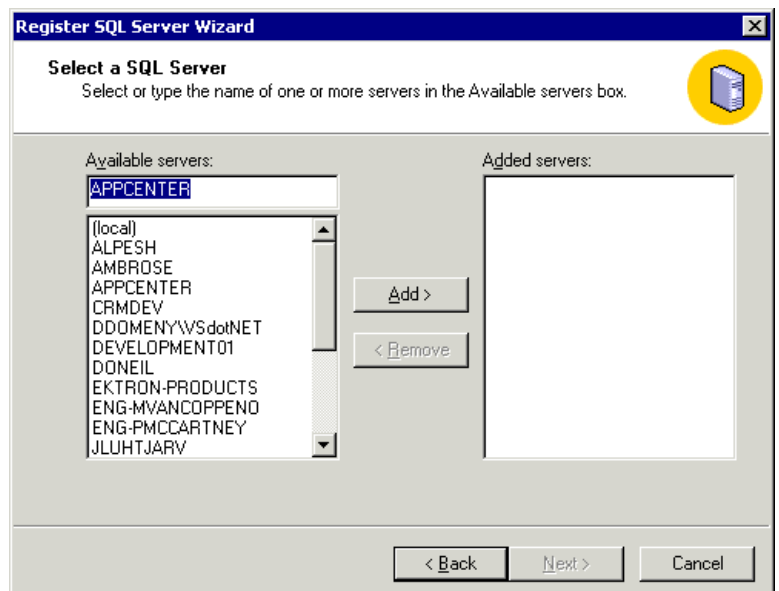 Register SQL Server Wizard
Select a SQL Server
Select or type the name of one or more servers in the Available servers box.
Available servers:
APPCENTER
(local)
ALPESH
AMBROSE
APPCENTER
CRMDEV
DDOMENY\VSdotNET
DEVELOPMENT01
DONEIL
EKTRON-PRODUCTS
ENG-MVANCOPPENO
ENG-PMCCARTNEY
JLUHTJARV
Add >
< Remove
Added servers:
< Back
Next >
Cancel